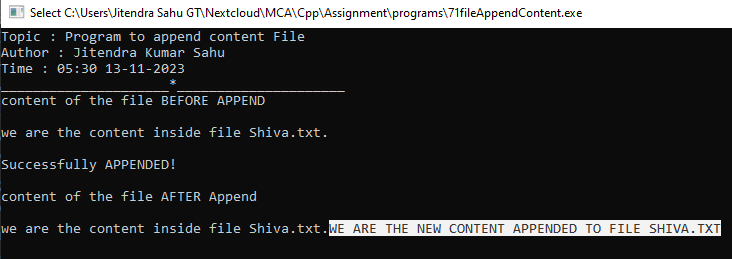 Select C:\Users\Jitendra Sahu GT\Nextcloud\MCA\Cpp\Assignment\programs\71fileAppendContent.exe
Topic : Program to append content File
Author : Jitendra Kumar Sahu
Time : 05:30 13-11-2023
_____________________*_____________________
content of the file BEFORE APPEND
we are the content inside file Shiva.txt.
Successfully APPENDED!
content of the file AFTER Append
we are the content inside file Shiva.txt.WE ARE THE NEW CONTENT APPENDED TO FILE SHIVA.TXT